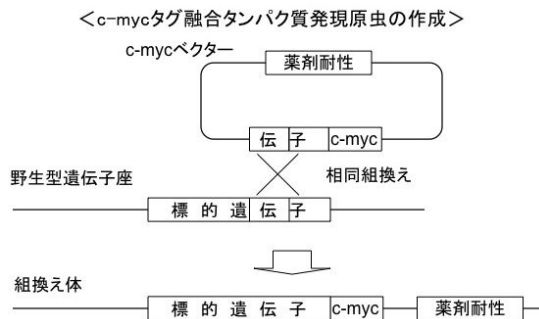 ＜c-mycタグ融合タンパク質発現原虫の作成＞
c-mycベクター
薬剤耐性
伝子 c-myc
野生型遺伝子座
相同組換え
標的遺伝子
組換え体
標的遺伝子 c-myc 薬剤耐性